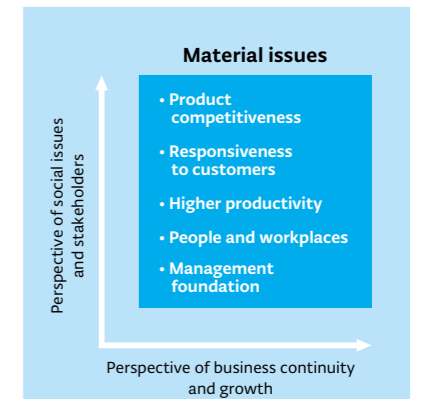 Material issues
• Product
competitiveness
• Responsiveness
to customers
• Higher productivity
• People and workplaces
• Management
foundation
Perspective of social issues
and stakeholders
Perspective of business continuity
and growth